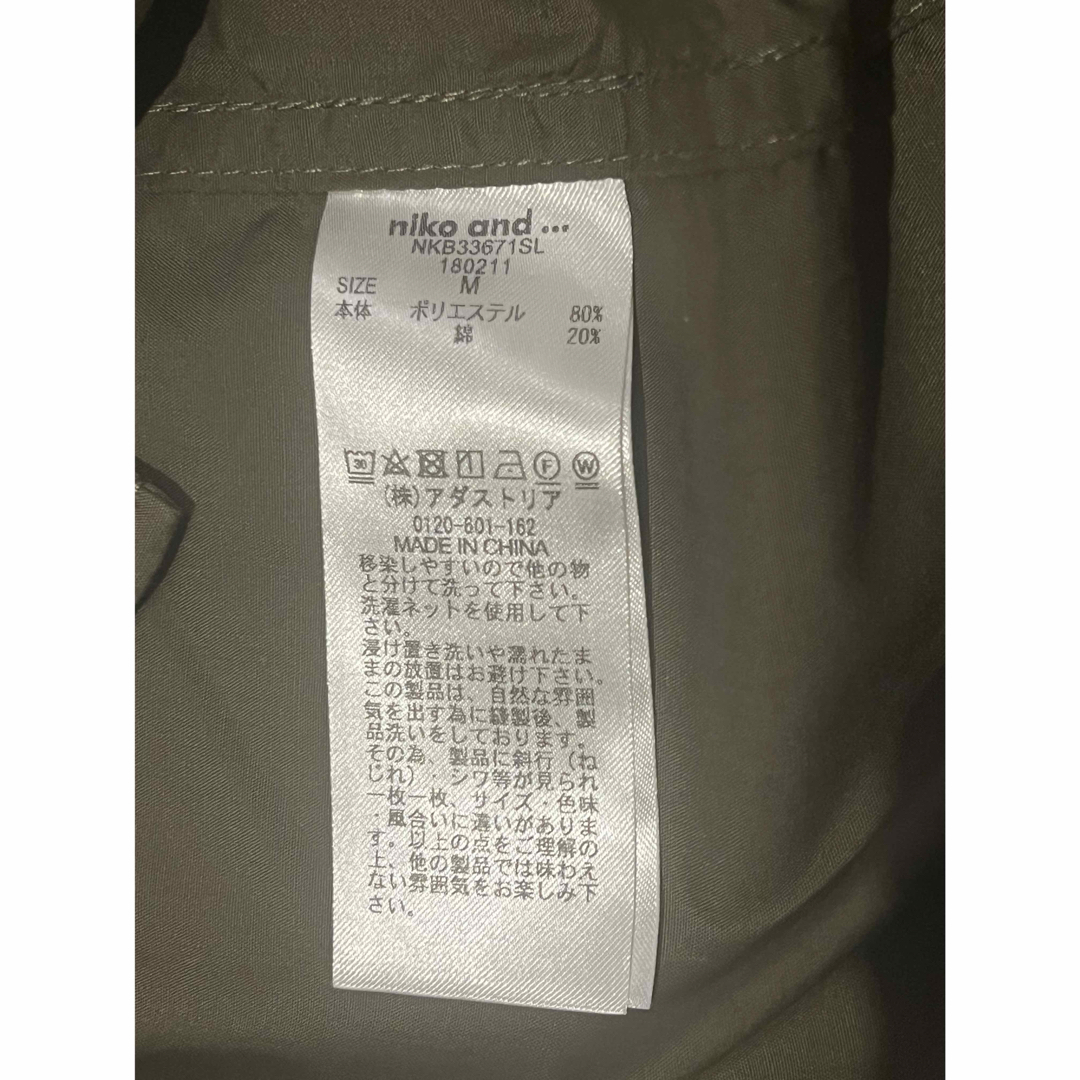 niko and ...
NKB33671SL
180211
SIZE M
本体 ポリエステル 80%
綿 20%
30 F W
(株)アダストリア
0120-601-162
MADE IN CHINA
移染しやすいので他の物
と分けて洗って下さい。
洗濯ネットを使用して下
さい。
浸け置き洗いや濡れたま
まの放置はお避け下さい。
この製品は、自然な雰囲
気を出す為に縫製後、製
品洗いをしております。
その為、製品に斜行(ね
じれ)・シワ等が見られ
一枚一枚、サイズ・色味
・風合いに違いがありま
す。以上の点をご理解の
上、他の製品では味わえ
ない雰囲気をお楽しみ下
さい。